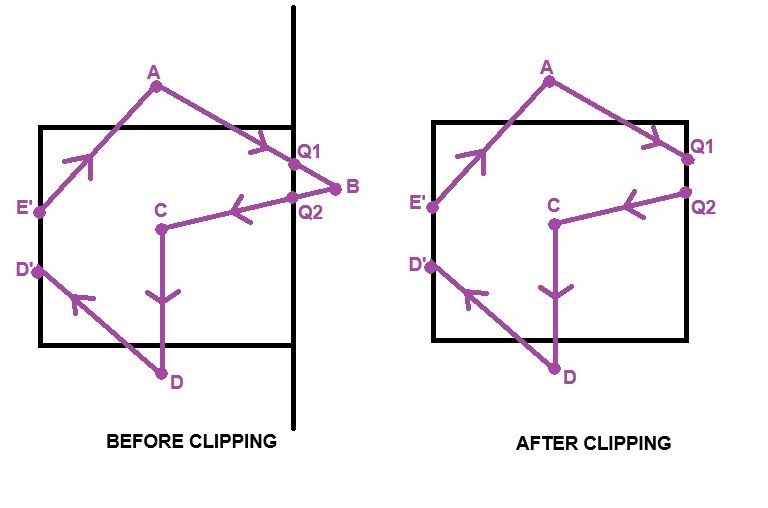 A
Q1
B
E'
C
Q2
D'
D
BEFORE CLIPPING
A
Q1
E'
C
Q2
D'
D
AFTER CLIPPING